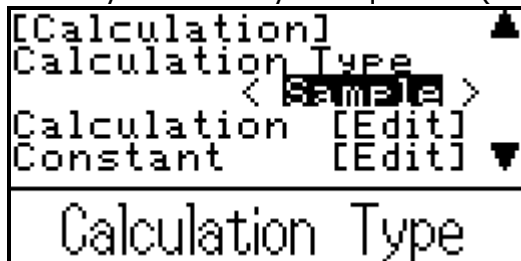 [Calculation] ▲
Calculation Type
< Sample >
Calculation [Edit]
Constant [Edit] ▼
Calculation Type